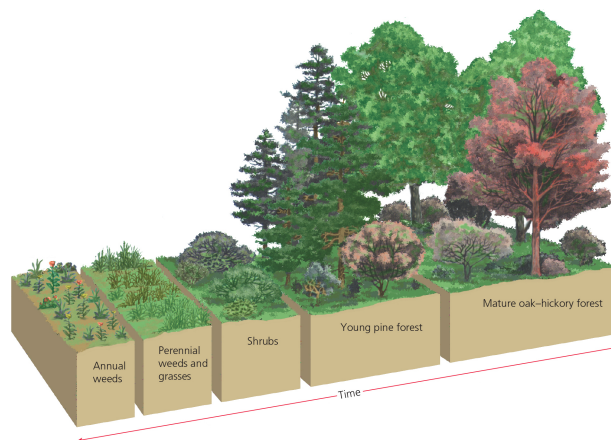 Annual
weeds
Perennial
weeds and
grasses
Shrubs
Young pine forest
Mature oak–hickory forest
Time